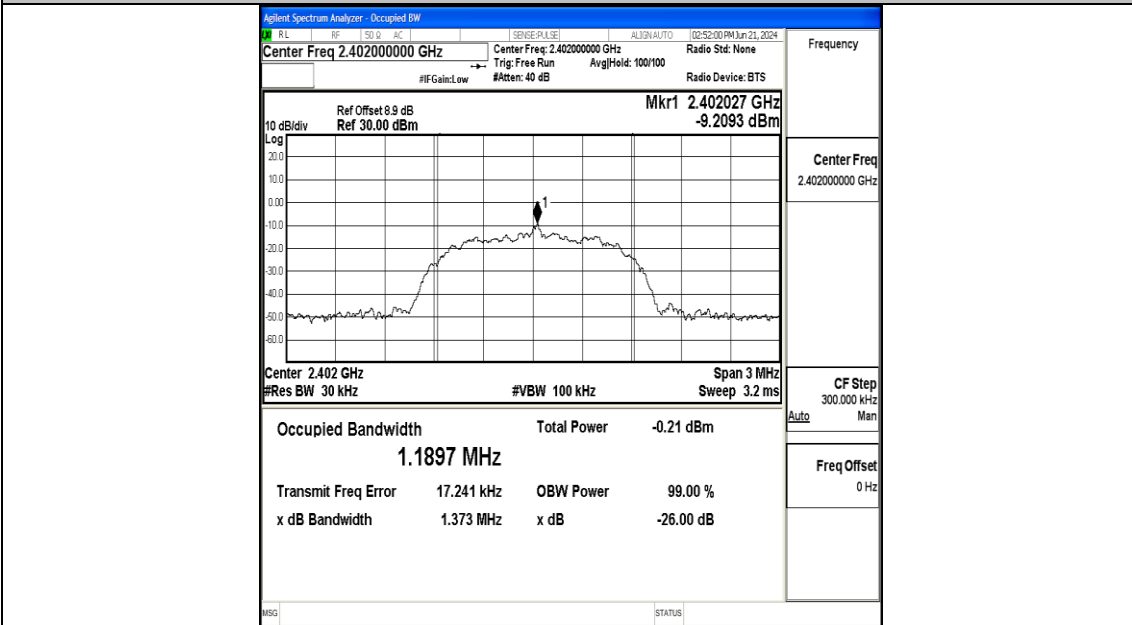 Agilent Spectrum Analyzer - Occupied BW
RL RF 50 Ω AC SENSE:PULSE ALIGN AUTO 02:52:00 PM Jun 21, 2024
Center Freq 2.402000000 GHz
Center Freq: 2.402000000 GHz Radio Std: None
Trig: Free Run Avg|Hold: 100/100
#IFGain:Low #Atten: 40 dB Radio Device: BTS
Frequency
Mkr1 2.402027 GHz
-9.2093 dBm
Ref Offset 8.9 dB
10 dB/div Ref 30.00 dBm
Log
20.0
10.0
0.00
-10.0
-20.0
-30.0
-40.0
-50.0
-60.0
1
Center 2.402 GHz Span 3 MHz
#Res BW 30 kHz #VBW 100 kHz Sweep 3.2 ms
Center Freq
2.402000000 GHz
CF Step
300.000 kHz
Auto Man
Freq Offset
0 Hz
Occupied Bandwidth Total Power -0.21 dBm
1.1897 MHz
Transmit Freq Error 17.241 kHz OBW Power 99.00 %
x dB Bandwidth 1.373 MHz x dB -26.00 dB
MSG STATUS